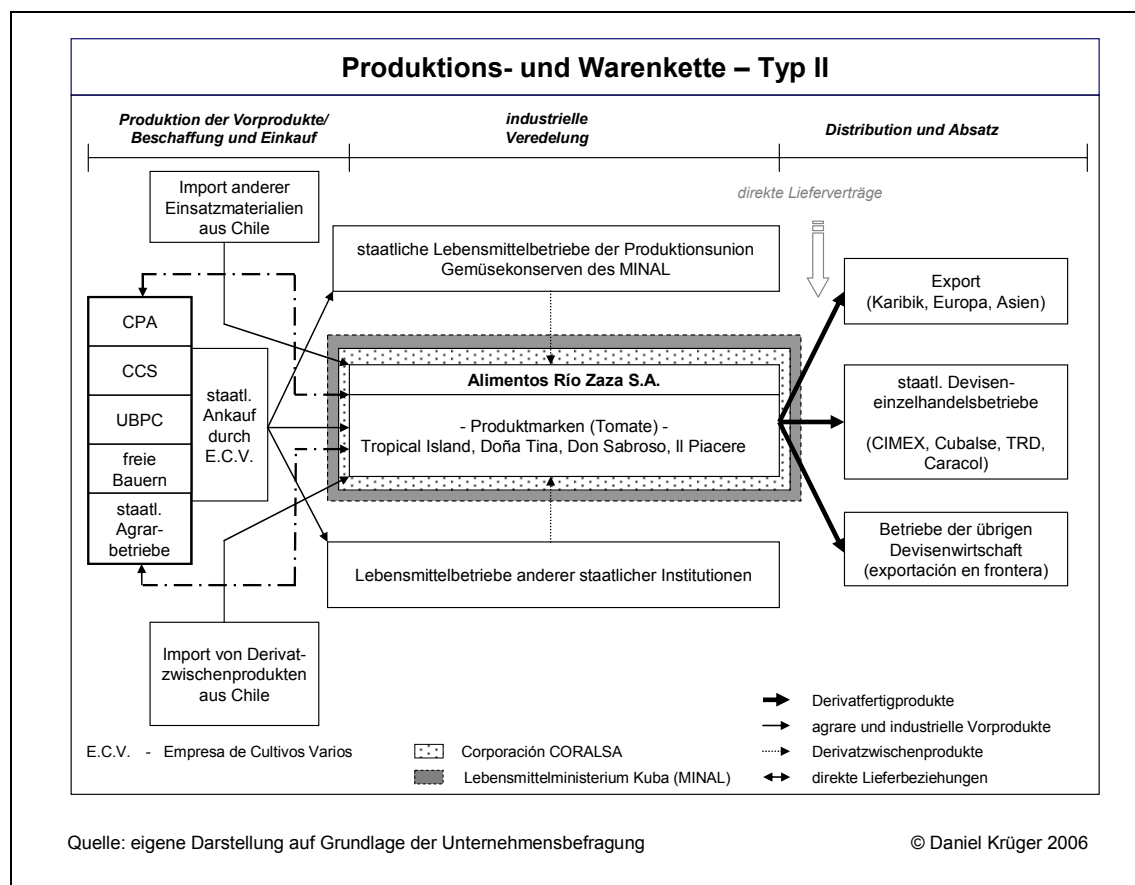 Produktions- und Warenkette – Typ II
Produktion der Vorprodukte/
Beschaffung und Einkauf
industrielle
Veredelung
Distribution und Absatz
Import anderer
Einsatzmaterialien
aus Chile
direkte Lieferverträge
staatliche Lebensmittelbetriebe der Produktionsunion
Gemüsekonserven des MINAL
Export
(Karibik, Europa, Asien)
CPA
CCS
UBPC
freie
Bauern
staatl.
Agrar-
betriebe
staatl.
Ankauf
durch
E.C.V.
Alimentos Río Zaza S.A.
- Produktmarken (Tomate) -
Tropical Island, Doña Tina, Don Sabroso, Il Piacere
staatl. Devisen-
einzelhandelsbetriebe
(CIMEX, Cubalse, TRD,
Caracol)
Lebensmittelbetriebe anderer staatlicher Institutionen
Betriebe der übrigen
Devisenwirtschaft
(exportación en frontera)
Import von Derivat-
zwischenprodukten
aus Chile
E.C.V. - Empresa de Cultivos Varios
Corporación CORALSA
Lebensmittelministerium Kuba (MINAL)
Derivatfertigprodukte
agrare und industrielle Vorprodukte
Derivatzwischenprodukte
direkte Lieferbeziehungen
Quelle: eigene Darstellung auf Grundlage der Unternehmensbefragung
© Daniel Krüger 2006